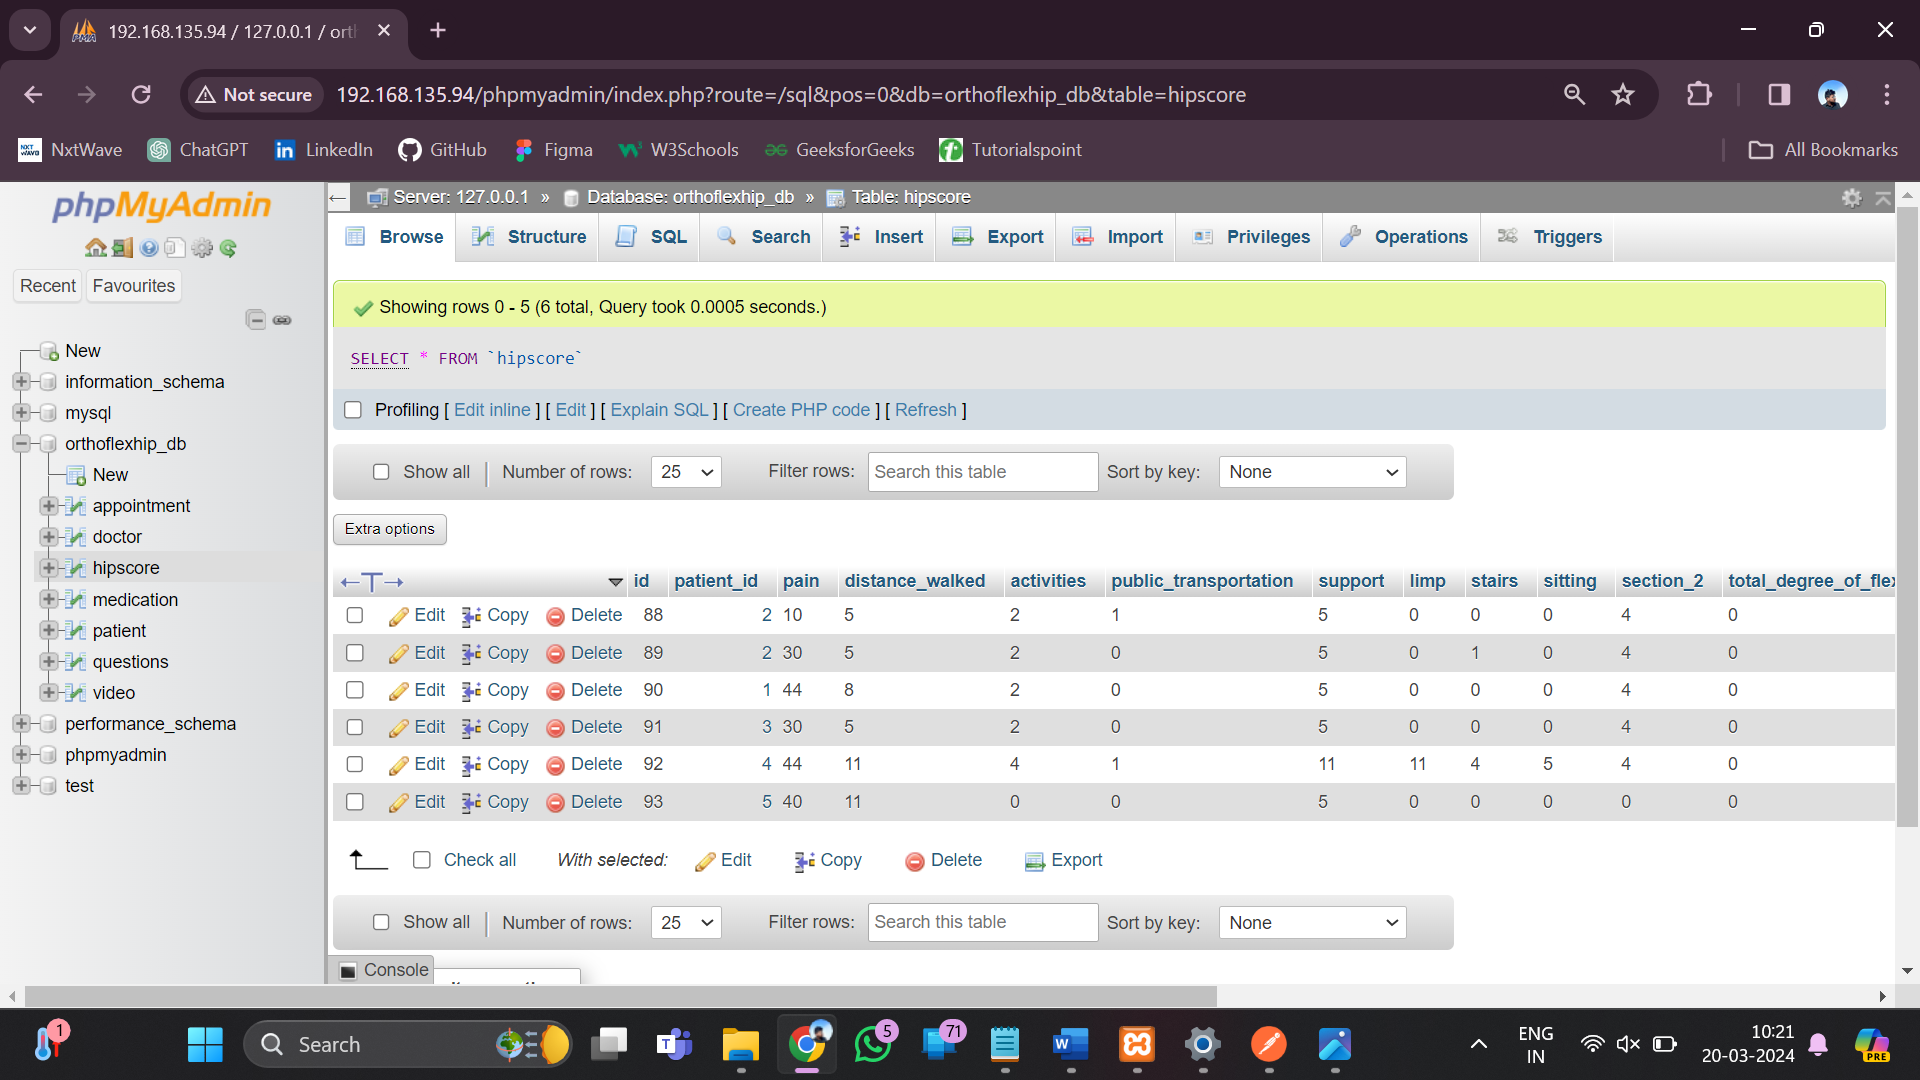 192.168.135.94 / 127.0.0.1 / orth
Not secure 192.168.135.94/phpmyadmin/index.php?route=/sql&pos=0&db=orthoflexhip_db&table=hipscore
NxtWave ChatGPT LinkedIn GitHub Figma W3Schools GeeksforGeeks Tutorialspoint All Bookmarks
phpMyAdmin
Recent Favourites
New
information_schema
mysql
orthoflexhip_db
New
appointment
doctor
hipscore
medication
patient
questions
video
performance_schema
phpmyadmin
test
Server: 127.0.0.1 » Database: orthoflexhip_db » Table: hipscore
Browse Structure SQL Search Insert Export Import Privileges Operations Triggers
Showing rows 0 - 5 (6 total, Query took 0.0005 seconds.)
SELECT * FROM `hipscore`
Profiling [ Edit inline ] [ Edit ] [ Explain SQL ] [ Create PHP code ] [ Refresh ]
Show all Number of rows: 25 Filter rows: Search this table Sort by key: None
Extra options
←T→ id patient_id pain distance_walked activities public_transportation support limp stairs sitting section_2 total_degree_of_flex
Edit Copy Delete 88 2 10 5 2 1 5 0 0 0 4 0
Edit Copy Delete 89 2 30 5 2 0 5 0 1 0 4 0
Edit Copy Delete 90 1 44 8 2 0 5 0 0 0 4 0
Edit Copy Delete 91 3 30 5 2 0 5 0 0 0 4 0
Edit Copy Delete 92 4 44 11 4 1 11 11 4 5 4 0
Edit Copy Delete 93 5 40 11 0 0 5 0 0 0 0 0
Check all With selected: Edit Copy Delete Export
Show all Number of rows: 25 Filter rows: Search this table Sort by key: None
Console
1 Search 5 71 ENG IN 10:21 20-03-2024 PRE